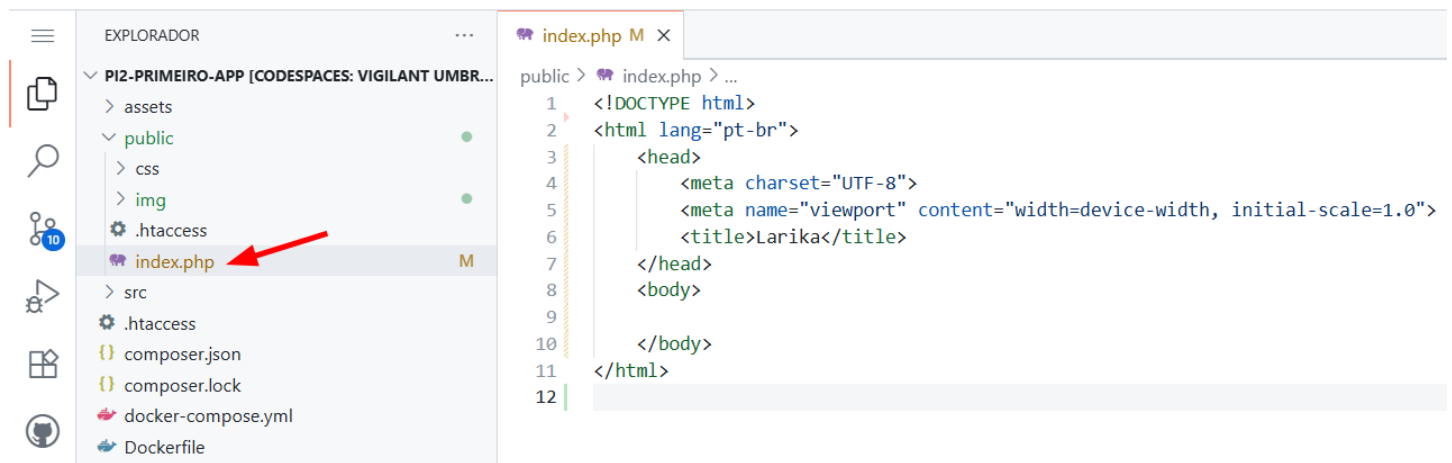 EXPLORADOR ...
PI2-PRIMEIRO-APP [CODESPACES: VIGILANT UMBR...
assets
public
css
img
.htaccess
index.php M
src
.htaccess
composer.json
composer.lock
docker-compose.yml
Dockerfile
10
index.php M
public > index.php > ...
1 <!DOCTYPE html>
2 <html lang="pt-br">
3 <head>
4 <meta charset="UTF-8">
5 <meta name="viewport" content="width=device-width, initial-scale=1.0">
6 <title>Larika</title>
7 </head>
8 <body>
9
10 </body>
11 </html>
12